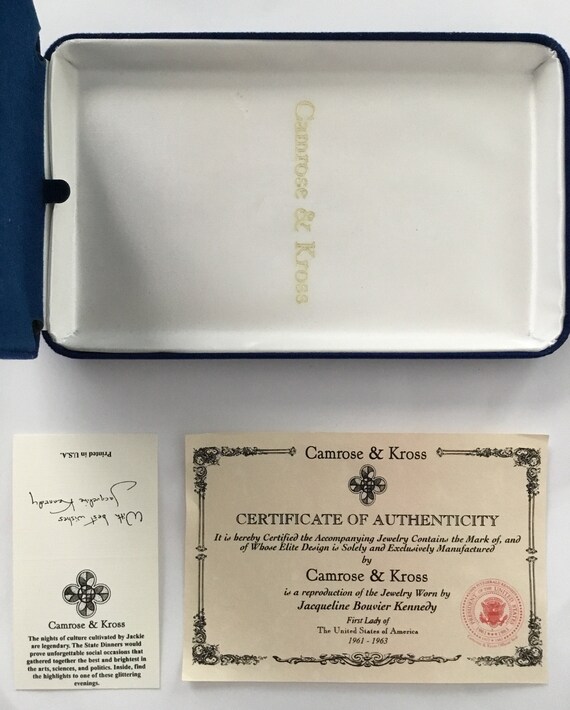 Camrose & Kross
Printed in U.S.A.
With best wishes
Jacqueline Kennedy
Camrose & Kross
The nights of culture cultivated by Jackie
are legendary. The State Dinners would
prove unforgettable social occasions that
gathered together the best and brightest in
the arts, sciences, and politics. Inside, find
the highlights to one of these glittering
evenings.
Camrose & Kross
CERTIFICATE OF AUTHENTICITY
It is hereby Certified the Accompanying Jewelry Contains the Mark of, and
of Whose Elite Design is Solely and Exclusively Manufactured
by
Camrose & Kross
is a reproduction of the Jewelry Worn by
Jacqueline Bouvier Kennedy
First Lady of
The United States of America
1961 - 1963